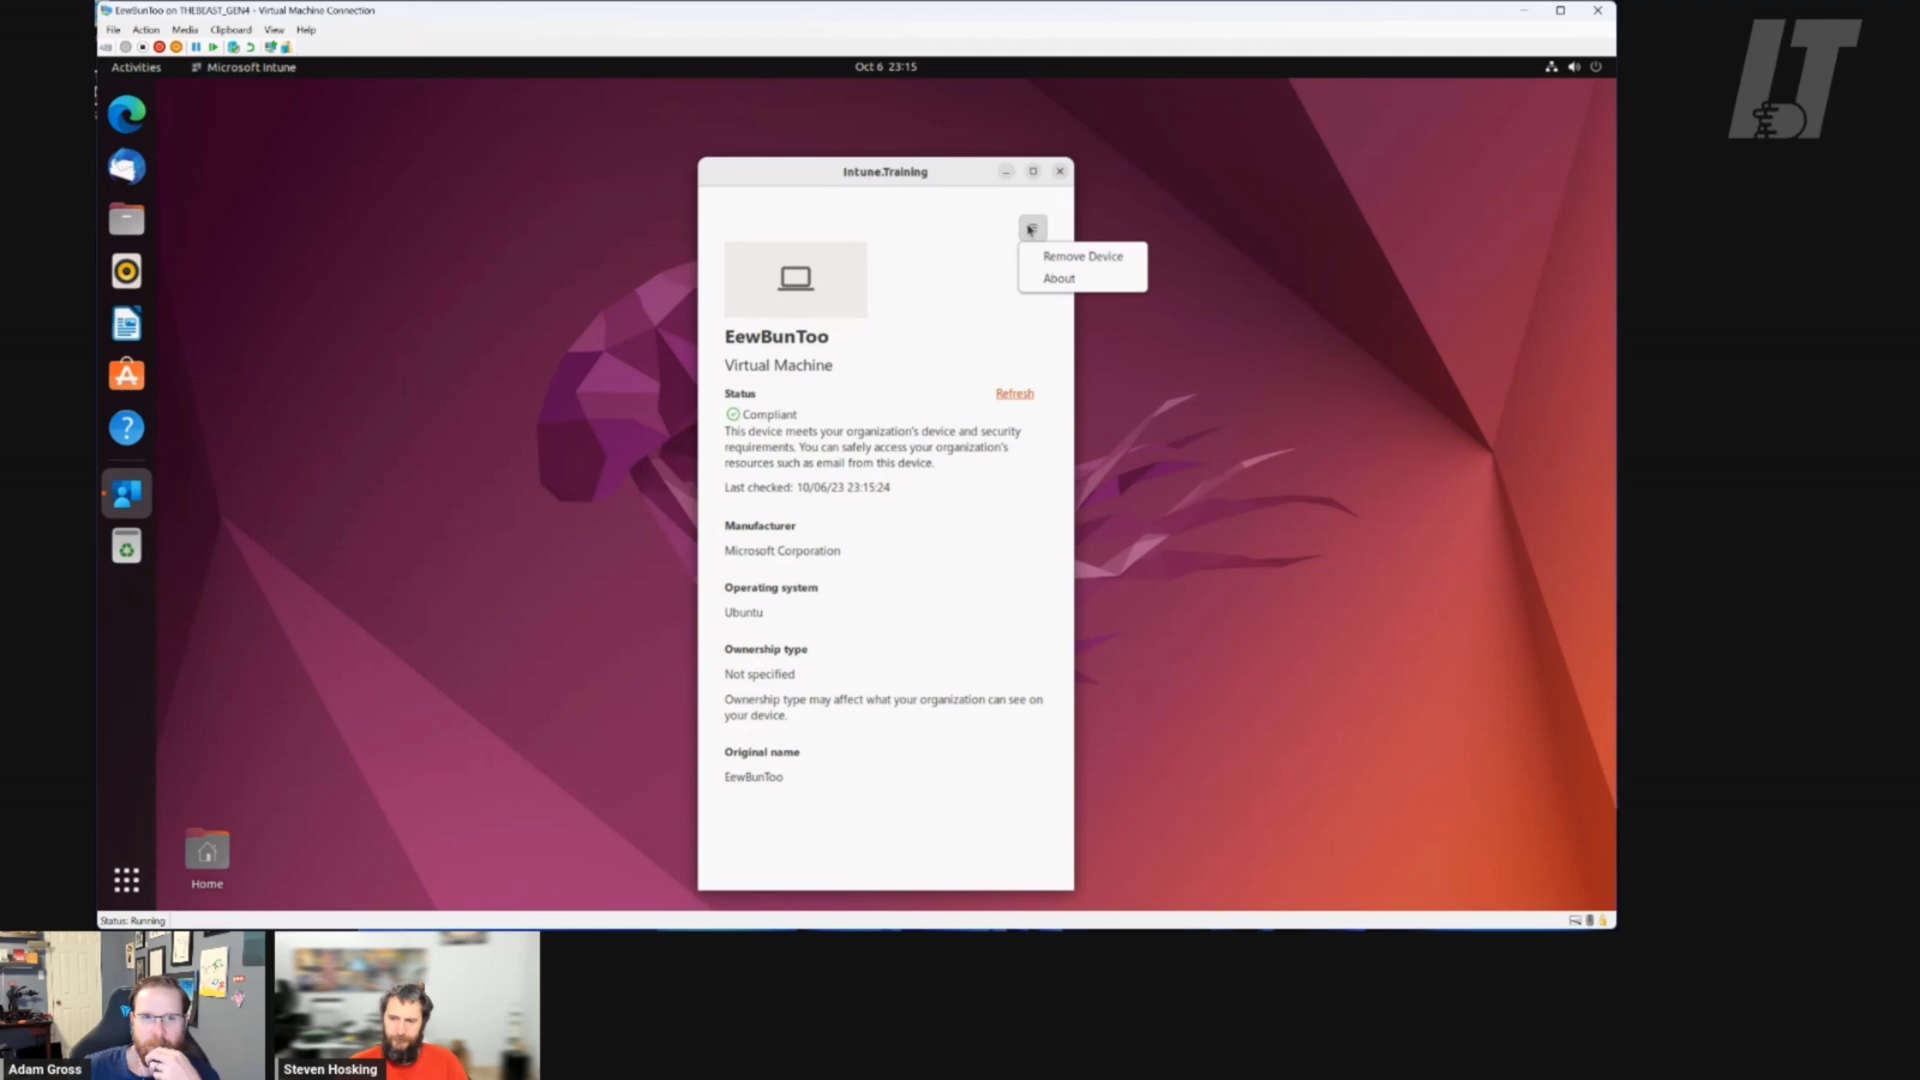 EewBunToo on THEBEAST_GEN4 - Virtual Machine Connection
File Action Media Clipboard View Help
Activities Microsoft Intune Oct 6 23:15
IT
Intune.Training
Remove Device
About
EewBunToo
Virtual Machine
Status Refresh
Compliant
This device meets your organization's device and security
requirements. You can safely access your organization's
resources such as email from this device.
Last checked: 10/06/23 23:15:24
Manufacturer
Microsoft Corporation
Operating system
Ubuntu
Ownership type
Not specified
Ownership type may affect what your organization can see on
your device.
Original name
EewBunToo
Home
Status: Running
Adam Gross
Steven Hosking